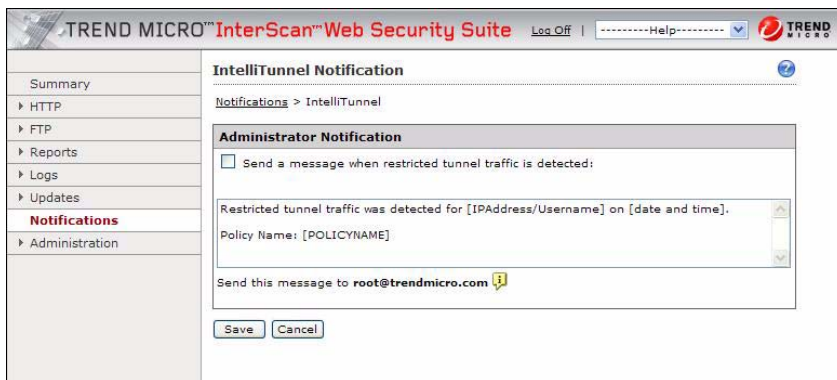 TREND MICRO™ InterScan™ Web Security Suite
Log Off | ---------Help---------
TREND
MICRO
Summary
HTTP
FTP
Reports
Logs
Updates
Notifications
Administration
IntelliTunnel Notification
Notifications > IntelliTunnel
Administrator Notification
Send a message when restricted tunnel traffic is detected:
Restricted tunnel traffic was detected for [IPAddress/Username] on [date and time].
Policy Name: [POLICYNAME]
Send this message to root@trendmicro.com
Save Cancel